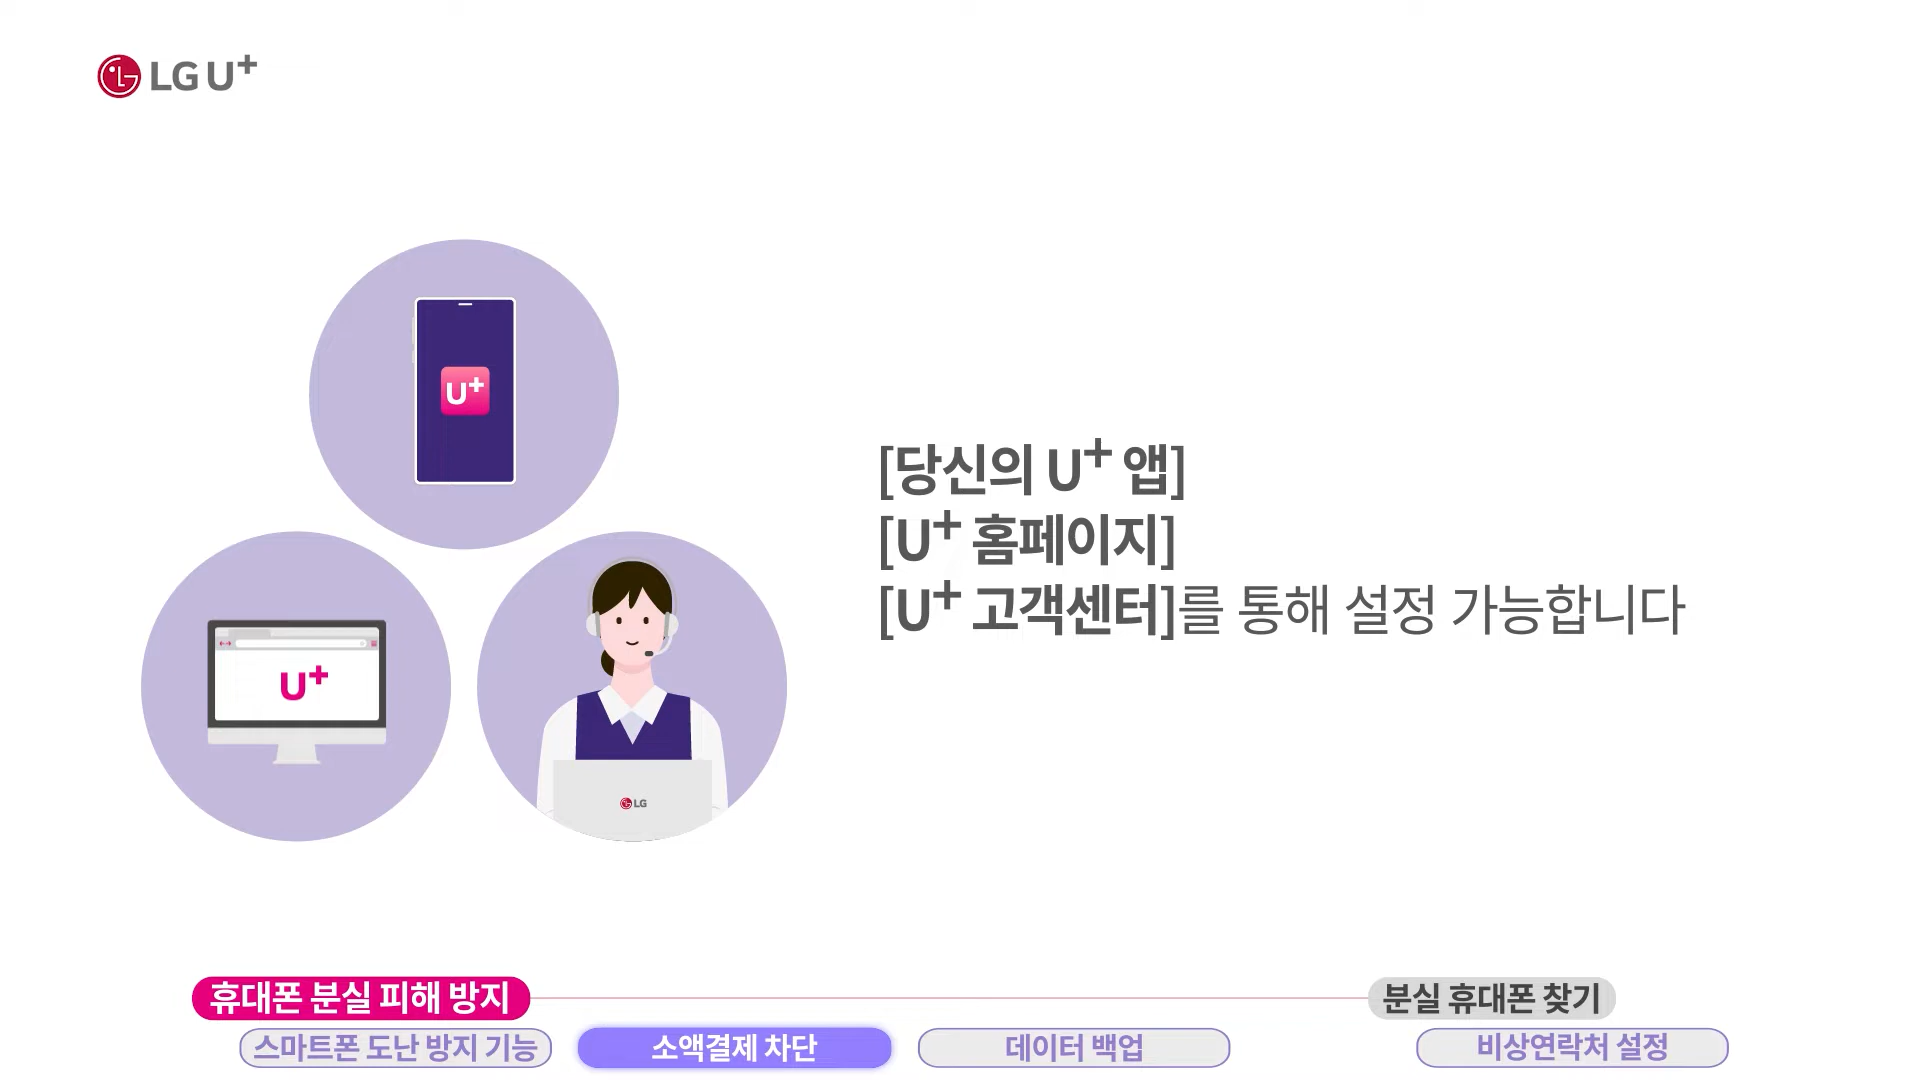 LG U+
U+
[당신의 U+ 앱]
[U+ 홈페이지]
[U+ 고객센터]를 통해 설정 가능합니다
U+
LG
휴대폰 분실 피해 방지
분실 휴대폰 찾기
스마트폰 도난 방지 기능
소액결제 차단
데이터 백업
비상연락처 설정